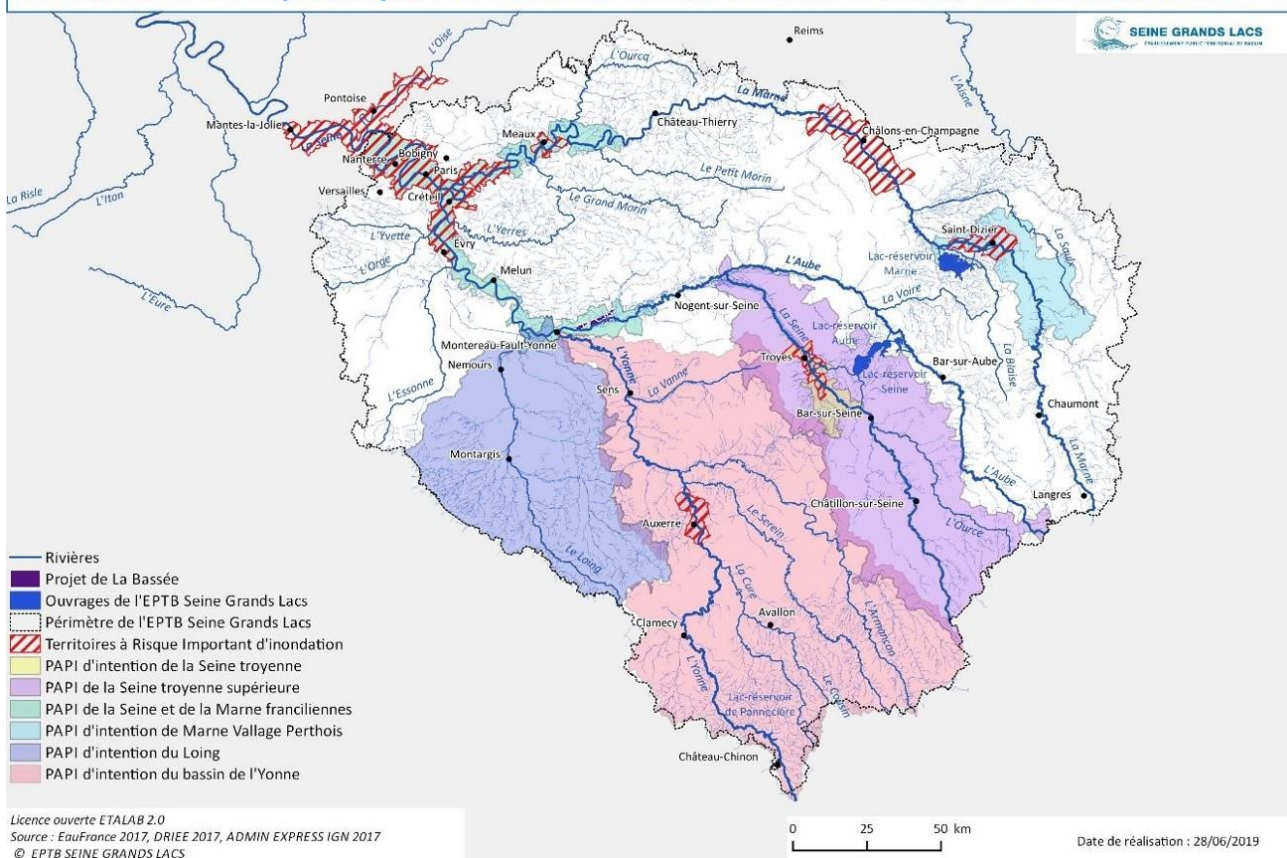 Reims
SEINE GRANDS LACS
ÉTABLISSEMENT PUBLIC TERRITORIAL DE BASSIN
L'Oise
L'Ourcq
L'Aisne
Pontoise
La Marne
Mantes-la-Jolie
La Seine
Château-Thierry
Châlons-en-Champagne
Meaux
Bobigny
Nanterre
Paris
Le Petit Morin
La Risle
L'Iton
Versailles
Créteil
Le Grand Morin
L'Yerres
Saint-Dizier
La Saulx
L'Yvette
Évry
Lac-réservoir
Marne
L'Orge
Melun
L'Aube
L'Eure
La Voire
Nogent-sur-Seine
La Seine
Lac-réservoir
Aube
Montereau-Fault-Yonne
Troyes
La Blaise
Nemours
L'Yonne
Bar-sur-Aube
Lac-réservoir
Seine
L'Essonne
Sens
La Vanne
Bar-sur-Seine
Chaumont
La Marne
Montargis
L'Aube
Langres
Châtillon-sur-Seine
Auxerre
Le Serein
L'Ource
Le Loing
La Cure
L'Armançon
Avallon
Clamecy
L'Yonne
Le Cousin
Lac-réservoir
de Pannecière
Château-Chinon
Rivières
Projet de La Bassée
Ouvrages de l'EPTB Seine Grands Lacs
Périmètre de l'EPTB Seine Grands Lacs
Territoires à Risque Important d'inondation
PAPI d'intention de la Seine troyenne
PAPI de la Seine troyenne supérieure
PAPI de la Seine et de la Marne franciliennes
PAPI d'intention de Marne Vallage Perthois
PAPI d'intention du Loing
PAPI d'intention du bassin de l'Yonne
Licence ouverte ETALAB 2.0
Source : EauFrance 2017, DRIEE 2017, ADMIN EXPRESS IGN 2017
© EPTB SEINE GRANDS LACS
0 25 50 km
Date de réalisation : 28/06/2019